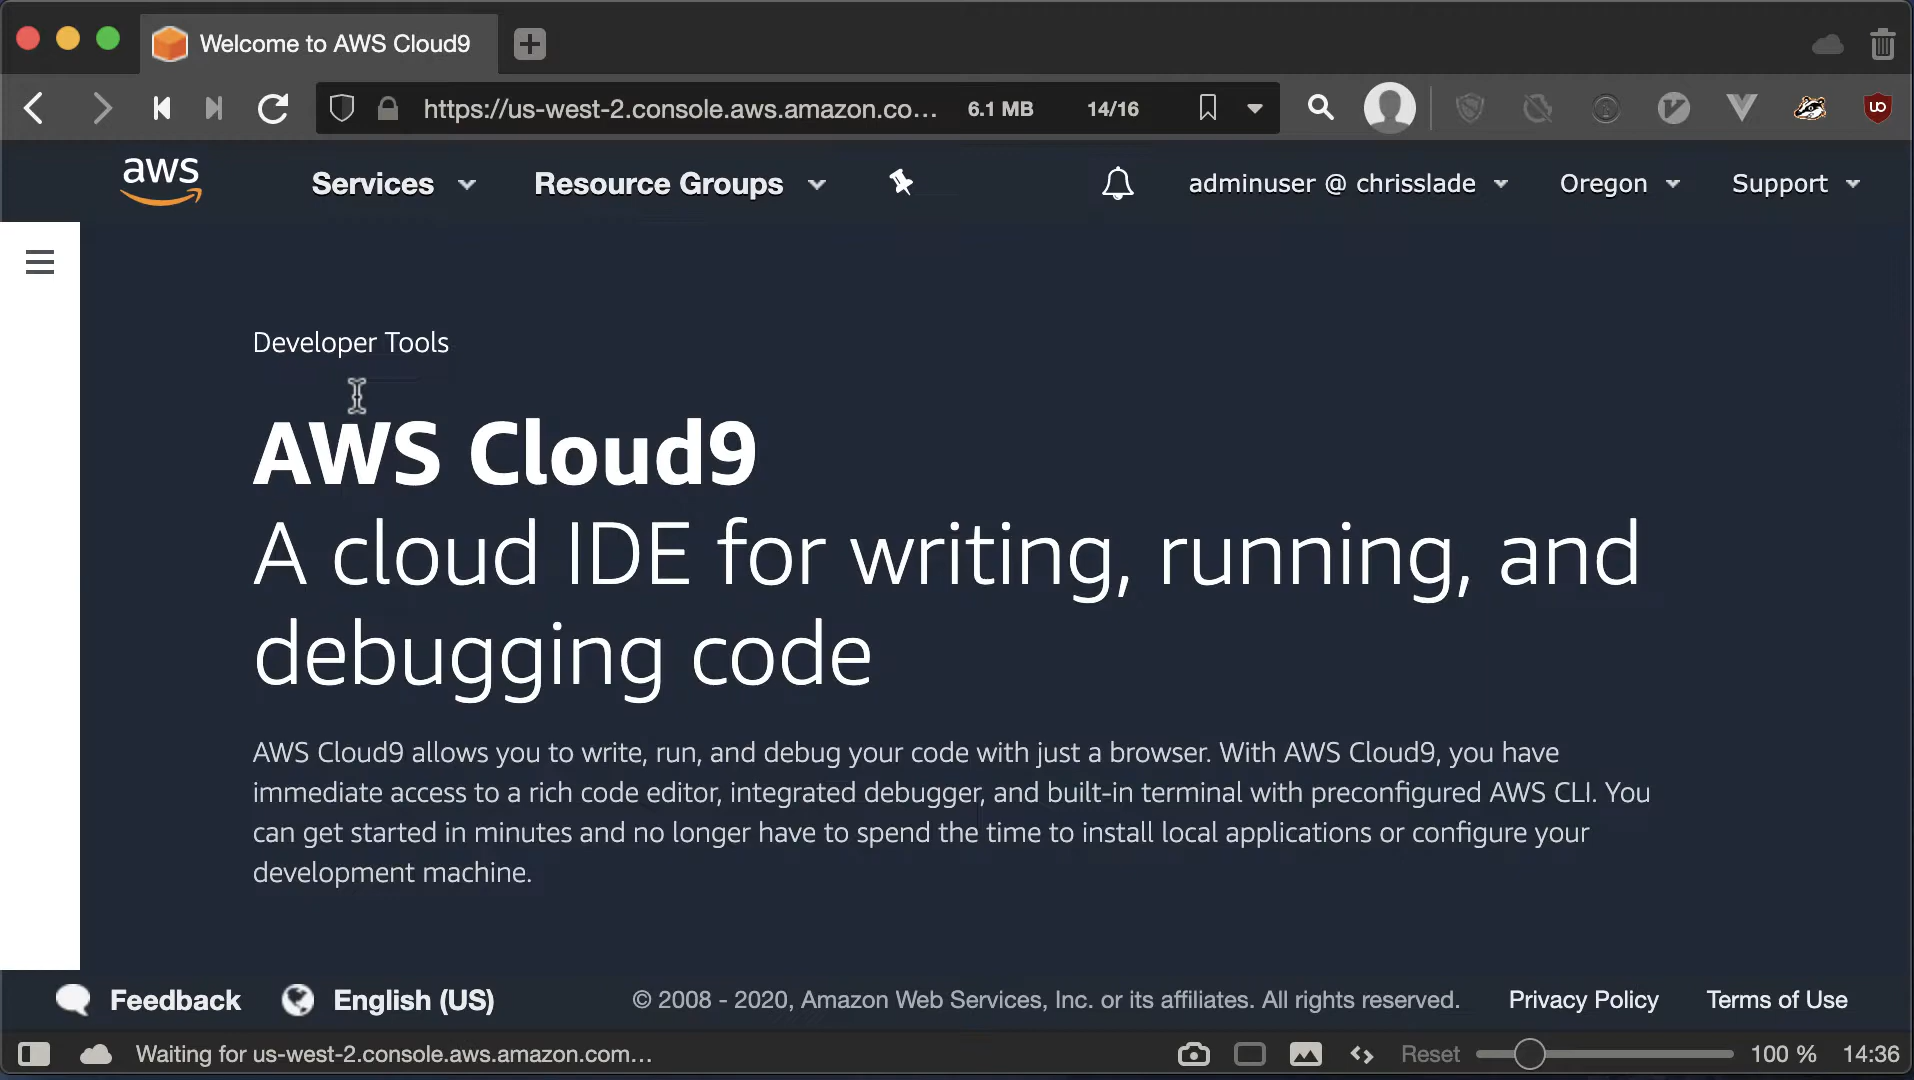 Welcome to AWS Cloud9
https://us-west-2.console.aws.amazon.co... 6.1 MB 14/16
aws Services Resource Groups adminuser @ chrisslade Oregon Support
Developer Tools
AWS Cloud9
A cloud IDE for writing, running, and
debugging code
AWS Cloud9 allows you to write, run, and debug your code with just a browser. With AWS Cloud9, you have
immediate access to a rich code editor, integrated debugger, and built-in terminal with preconfigured AWS CLI. You
can get started in minutes and no longer have to spend the time to install local applications or configure your
development machine.
Feedback English (US) © 2008 - 2020, Amazon Web Services, Inc. or its affiliates. All rights reserved. Privacy Policy Terms of Use
Waiting for us-west-2.console.aws.amazon.com... Reset 100 % 14:36